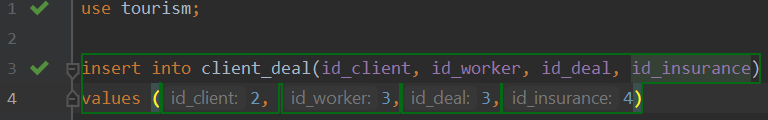 1 use tourism;
2
3 insert into client_deal(id_client, id_worker, id_deal, id_insurance)
4 values ( id_client: 2, id_worker: 3, id_deal: 3, id_insurance: 4)